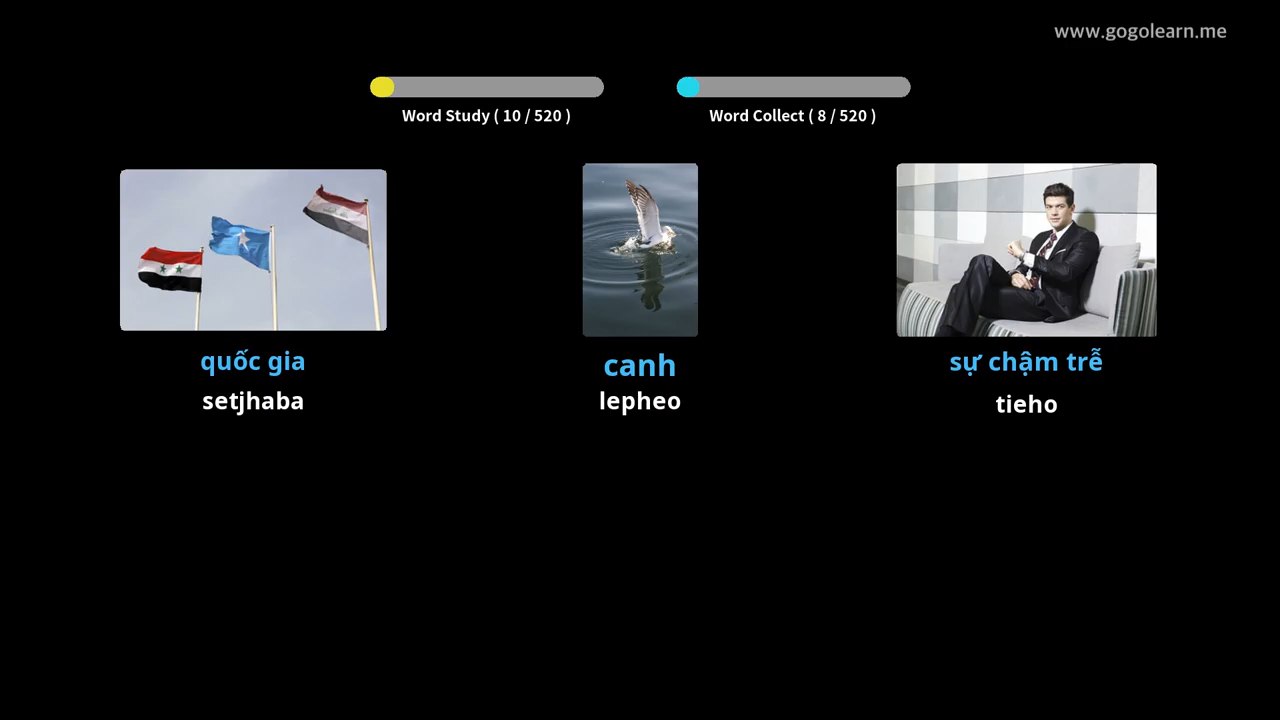 www.gogolearn.me
Word Study ( 10 / 520 )
Word Collect ( 8 / 520 )
quốc gia
setjhaba
canh
lepheo
sự chậm trễ
tieho